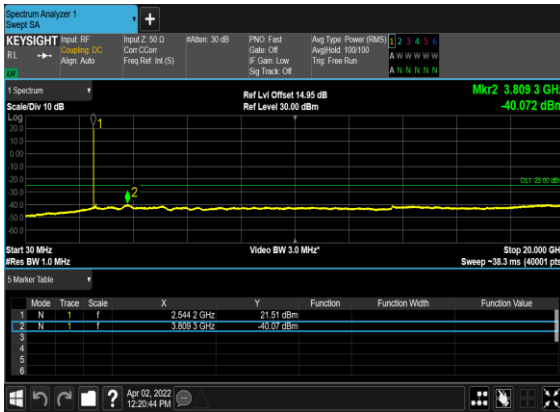 Spectrum Analyzer 1
Swept SA
KEYSIGHT Input: RF Input Z: 50 Ω #Atten: 30 dB PNO: Fast Avg Type: Power (RMS) 1 2 3 4 5 6
RL Coupling: DC Corr CCorr Gate: Off Avg|Hold: 100/100 A W W W W W
Align: Auto Freq Ref: Int (S) IF Gain: Low Trig: Free Run
Sig Track: Off A N N N N N
1 Spectrum Ref Lvl Offset 14.95 dB Mkr2 3.809 3 GHz
Scale/Div 10 dB Ref Level 30.00 dBm -40.072 dBm
Log
1
20.0
10.0
0.00
-10.0
-20.0
DL1 -25.00 dBm
-30.0
2
-40.0
-50.0
-60.0
Start 30 MHz Video BW 3.0 MHz* Stop 20.000 GHz
#Res BW 1.0 MHz Sweep ~38.3 ms (40001 pts)
5 Marker Table
Mode Trace Scale X Y Function Function Width Function Value
1 N 1 f 2.544 2 GHz 21.51 dBm
2 N 1 f 3.809 3 GHz -40.07 dBm
3
4
5
6
Apr 02, 2022
12:20:44 PM